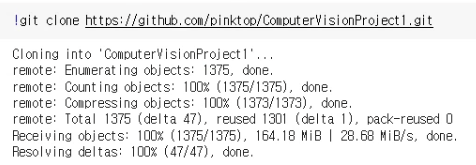 !git clone https://github.com/pinktop/ComputerVisionProject1.git
Cloning into 'ComputerVisionProject1'...
remote: Enumerating objects: 1375, done.
remote: Counting objects: 100% (1375/1375), done.
remote: Compressing objects: 100% (1373/1373), done.
remote: Total 1375 (delta 47), reused 1301 (delta 1), pack-reused 0
Receiving objects: 100% (1375/1375), 164.18 MiB | 28.68 MiB/s, done.
Resolving deltas: 100% (47/47), done.